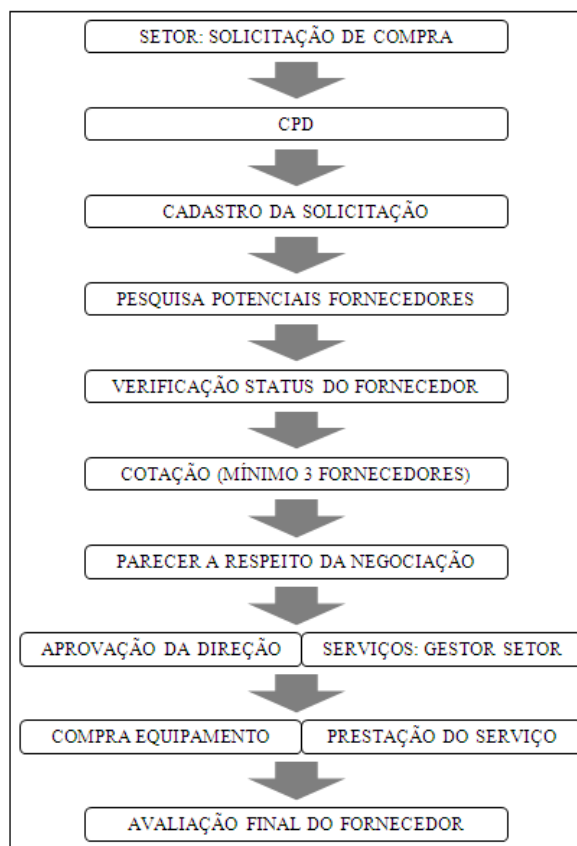 SETOR: SOLICITAÇÃO DE COMPRA
CPD
CADASTRO DA SOLICITAÇÃO
PESQUISA POTENCIAIS FORNECEDORES
VERIFICAÇÃO STATUS DO FORNECEDOR
COTAÇÃO (MÍNIMO 3 FORNECEDORES)
PARECER A RESPEITO DA NEGOCIAÇÃO
APROVAÇÃO DA DIREÇÃO
SERVIÇOS: GESTOR SETOR
COMPRA EQUIPAMENTO
PRESTAÇÃO DO SERVIÇO
AVALIAÇÃO FINAL DO FORNECEDOR